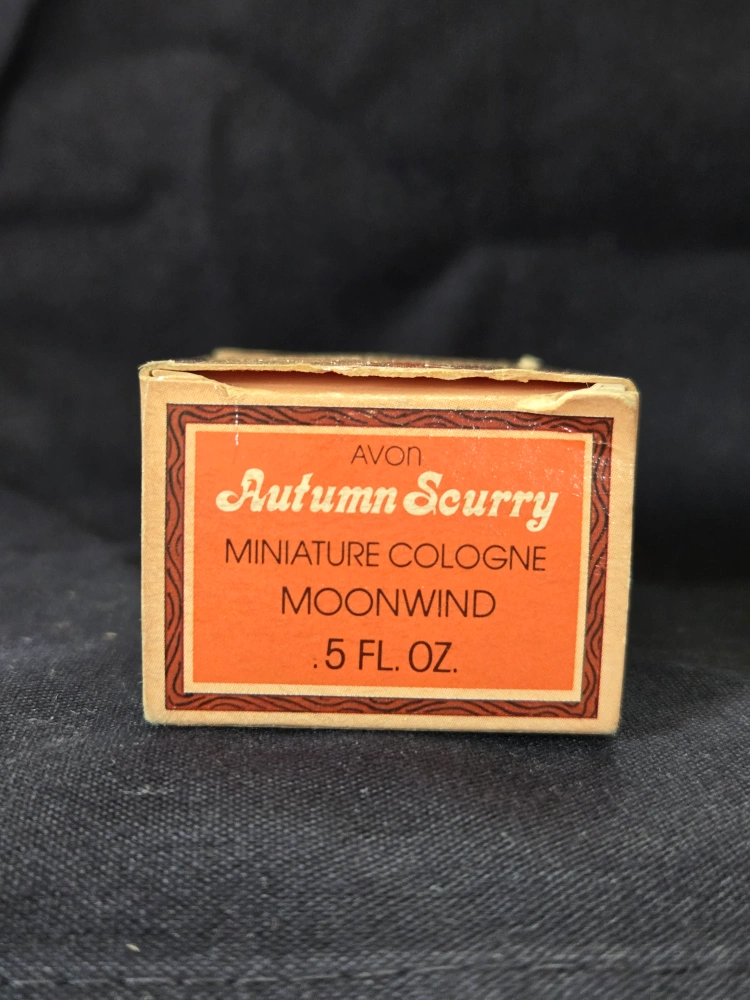 AVON
Autumn Scurry
MINIATURE COLOGNE
MOONWIND
.5 FL. OZ.